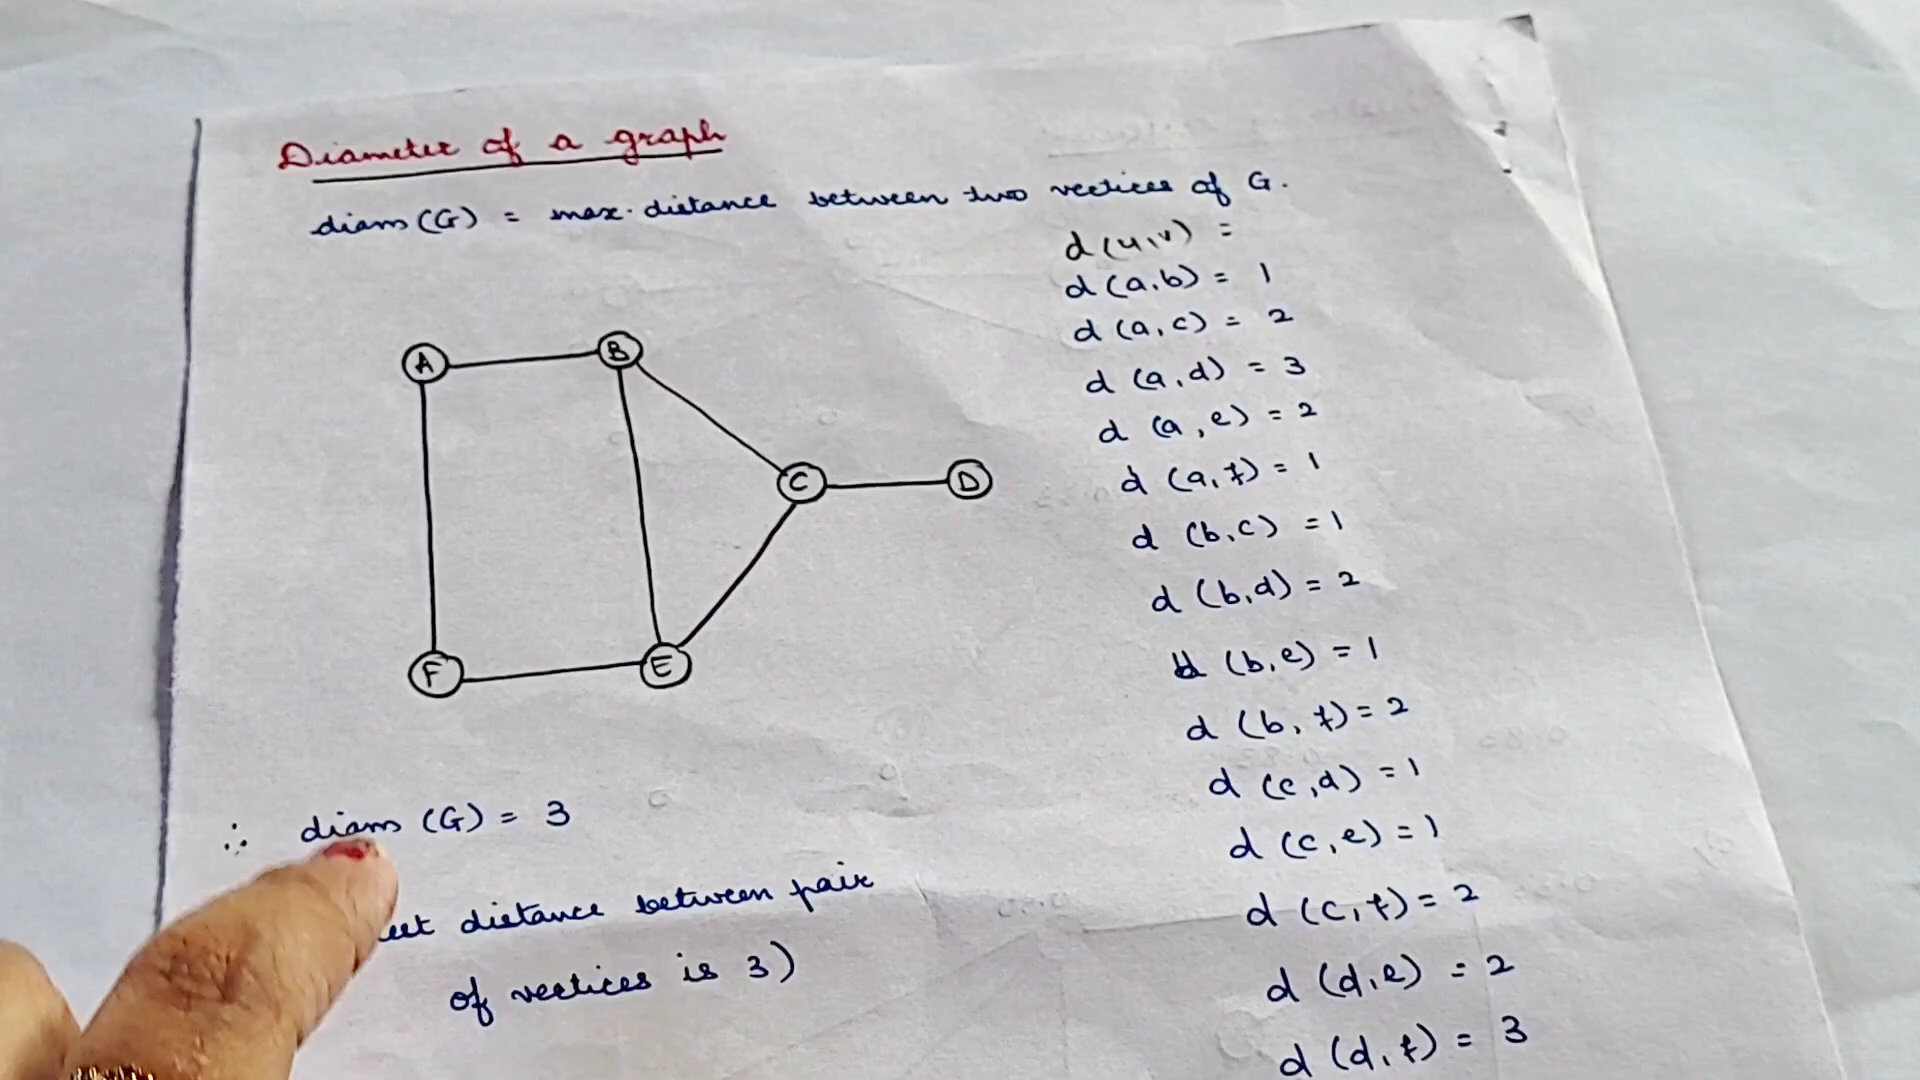 Diameter of a graph
diam (G) = max. distance between two vertices of G.
d (u,v) =
d (a,b) = 1
d (a,c) = 2
d (a,d) = 3
d (a,e) = 2
d (a,f) = 1
d (b,c) = 1
d (b,d) = 2
d (b,e) = 1
d (b,f) = 2
d (c,d) = 1
d (c,e) = 1
d (c,f) = 2
d (d,e) = 2
d (d,f) = 3
A
B
C
D
F
E
∴ diam (G) = 3
distance between pair
of vertices is 3)